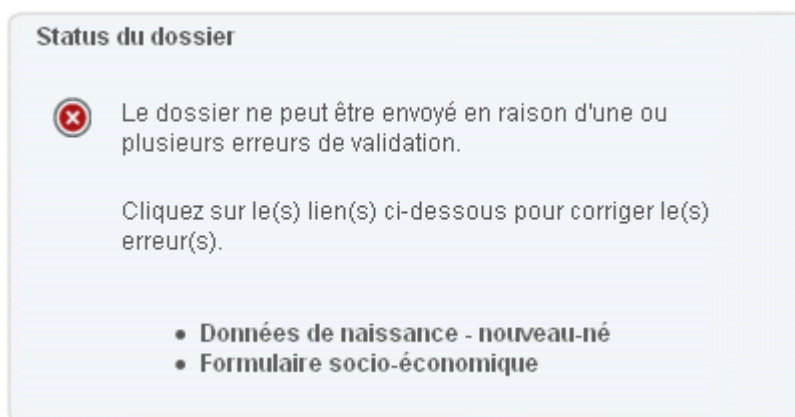 Status du dossier
Le dossier ne peut être envoyé en raison d'une ou
plusieurs erreurs de validation.
Cliquez sur le(s) lien(s) ci-dessous pour corriger le(s)
erreur(s).
• Données de naissance - nouveau-né
• Formulaire socio-économique